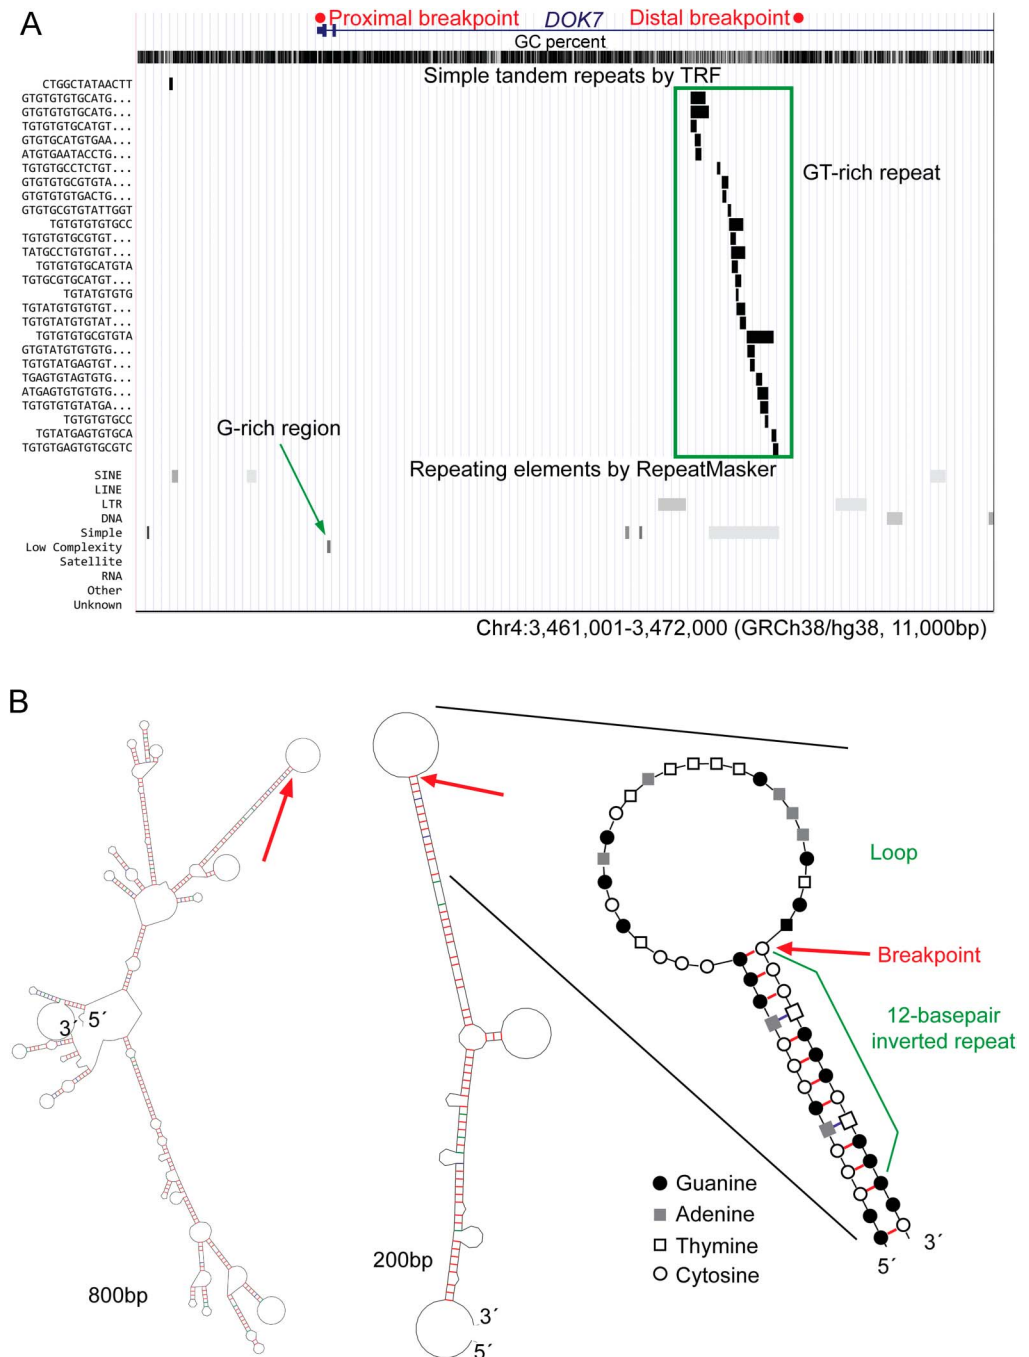 A
Proximal breakpoint DOK7 Distal breakpoint
GC percent
Simple tandem repeats by TRF
CTGGCTATAACTT
GTGTGTGTGCATG...
GTGTGTGTGCATG...
TGTGTGTGCATGT...
GTGTGCATGTGAA...
ATGTGAATACCTG...
TGTGTGCCTCTGT...
GTGTGTGCGTGTA...
GTGTGTGTGACTG...
GTGTGCGTGTATTGGT
TGTGTGTGTGCC
TGTGTGTGCGTGT...
TATGCCTGTGTGT...
TGTGTGTGCATGTA
TGTGCGTGCATGT...
TGTATGTGTG
TGTATGTGTGTGT...
TGTGTATGTGTAT...
TGTGTGTGCGTGTA
GTGTATGTGTGTG...
TGTGTATGAGTGT...
TGAGTGTAGTGTG...
ATGAGTGTGTGTG...
TGTGTGTGTATGA...
TGTGTGTGCC
TGTATGAGTGTGCA
TGTGTGAGTGTGCGTC
GT-rich repeat
G-rich region
Repeating elements by RepeatMasker
SINE
LINE
LTR
DNA
Simple
Low Complexity
Satellite
RNA
Other
Unknown
Chr4:3,461,001-3,472,000 (GRCh38/hg38, 11,000bp)
B
Loop
Breakpoint
12-basepair
inverted repeat
3´ 5´
Guanine
Adenine
Thymine
Cytosine
3´
5´
800bp
200bp
3´
5´